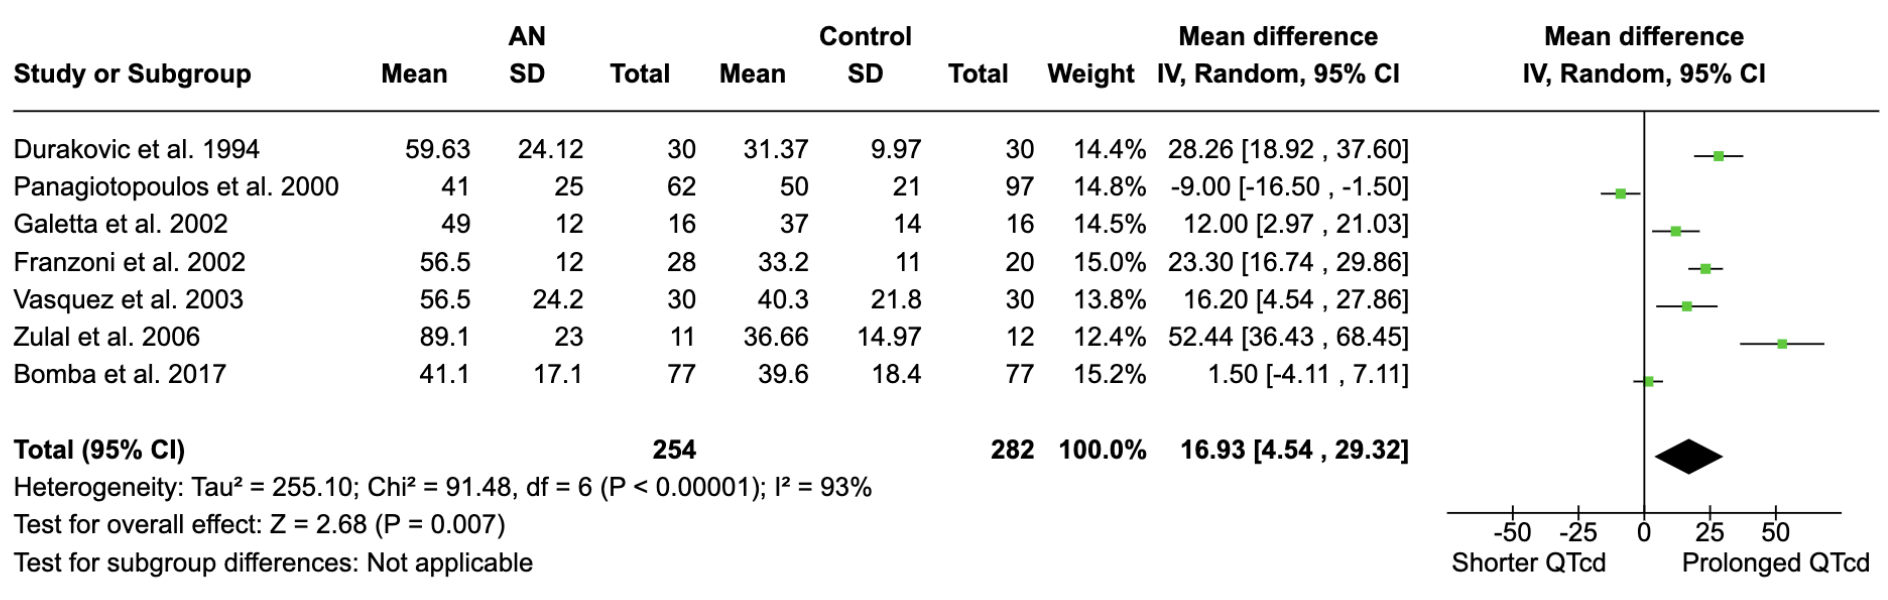 AN Control Mean difference Mean difference
Study or Subgroup Mean SD Total Mean SD Total Weight IV, Random, 95% CI IV, Random, 95% CI
Durakovic et al. 1994 59.63 24.12 30 31.37 9.97 30 14.4% 28.26 [18.92 , 37.60]
Panagiotopoulos et al. 2000 41 25 62 50 21 97 14.8% -9.00 [-16.50 , -1.50]
Galetta et al. 2002 49 12 16 37 14 16 14.5% 12.00 [2.97 , 21.03]
Franzoni et al. 2002 56.5 12 28 33.2 11 20 15.0% 23.30 [16.74 , 29.86]
Vasquez et al. 2003 56.5 24.2 30 40.3 21.8 30 13.8% 16.20 [4.54 , 27.86]
Zulal et al. 2006 89.1 23 11 36.66 14.97 12 12.4% 52.44 [36.43 , 68.45]
Bomba et al. 2017 41.1 17.1 77 39.6 18.4 77 15.2% 1.50 [-4.11 , 7.11]
Total (95% CI) 254 282 100.0% 16.93 [4.54 , 29.32]
Heterogeneity: Tau² = 255.10; Chi² = 91.48, df = 6 (P < 0.00001); I² = 93%
Test for overall effect: Z = 2.68 (P = 0.007)
Test for subgroup differences: Not applicable
-50 -25 0 25 50
Shorter QTcd Prolonged QTcd